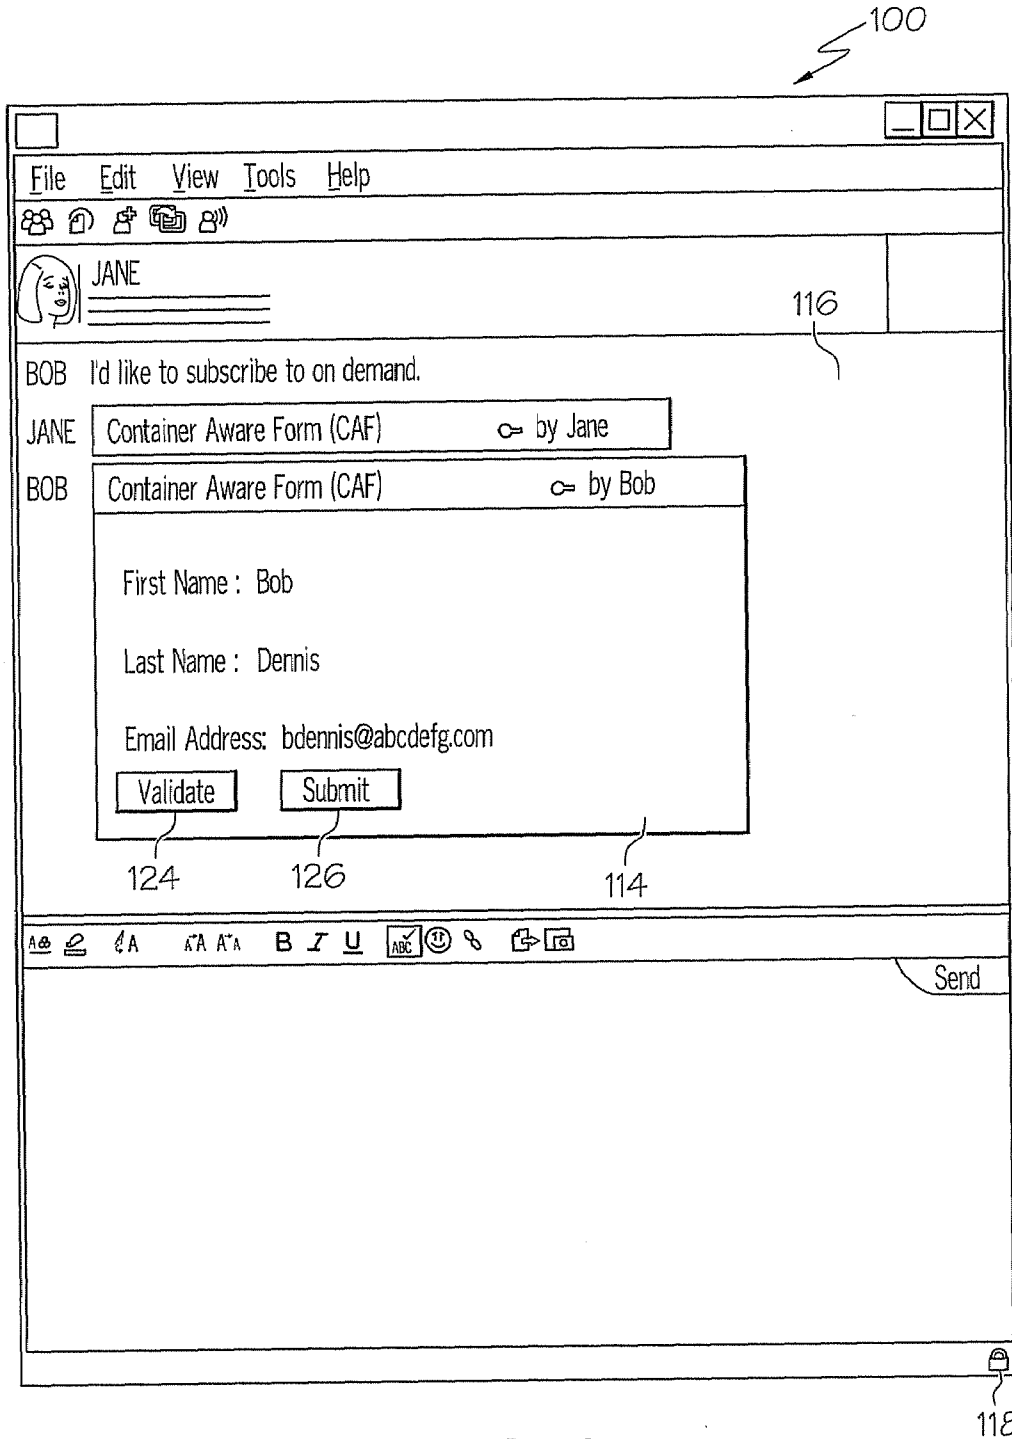 100
File Edit View Tools Help
JANE
116
BOB I'd like to subscribe to on demand.
JANE Container Aware Form (CAF) by Jane
BOB Container Aware Form (CAF) by Bob
First Name : Bob
Last Name : Dennis
Email Address: bdennis@abcdefg.com
Validate Submit
124 126 114
A A A A A B I U ABC
Send
118